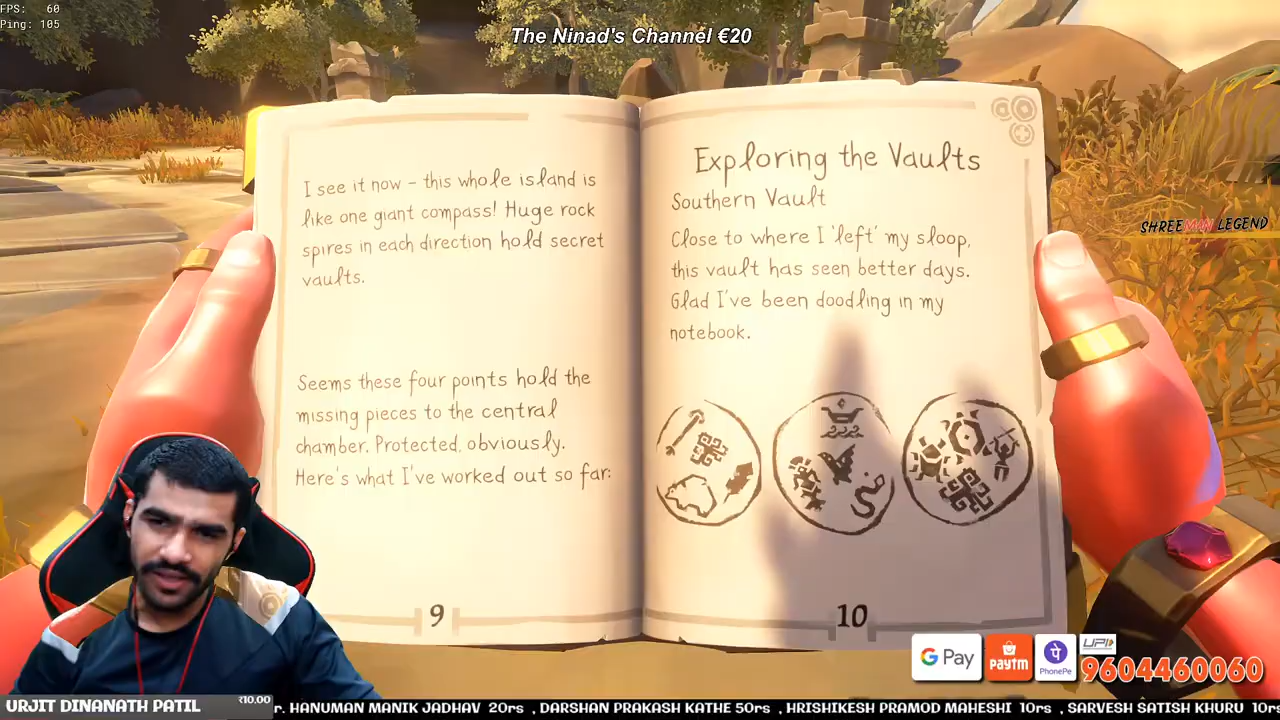 FPS: 60
Ping: 105
The Ninad's Channel €20
I see it now - this whole island is
like one giant compass! Huge rock
spires in each direction hold secret
vaults.
Seems these four points hold the
missing pieces to the central
chamber. Protected, obviously.
Here's what I've worked out so far:
9
Exploring the Vaults
Southern Vault
Close to where I 'left' my sloop,
this vault has seen better days.
Glad I've been doodling in my
notebook.
10
SHREEMAN LEGEND
G Pay
Paytm
PhonePe
UPI
9604460060
URJIT DINANATH PATIL ₹10.00
r. HANUMAN MANIK JADHAV 20rs , DARSHAN PRAKASH KATHE 50rs , HRISHIKESH PRAMOD MAHESHI 10rs , SARVESH SATISH KHURU 10rs